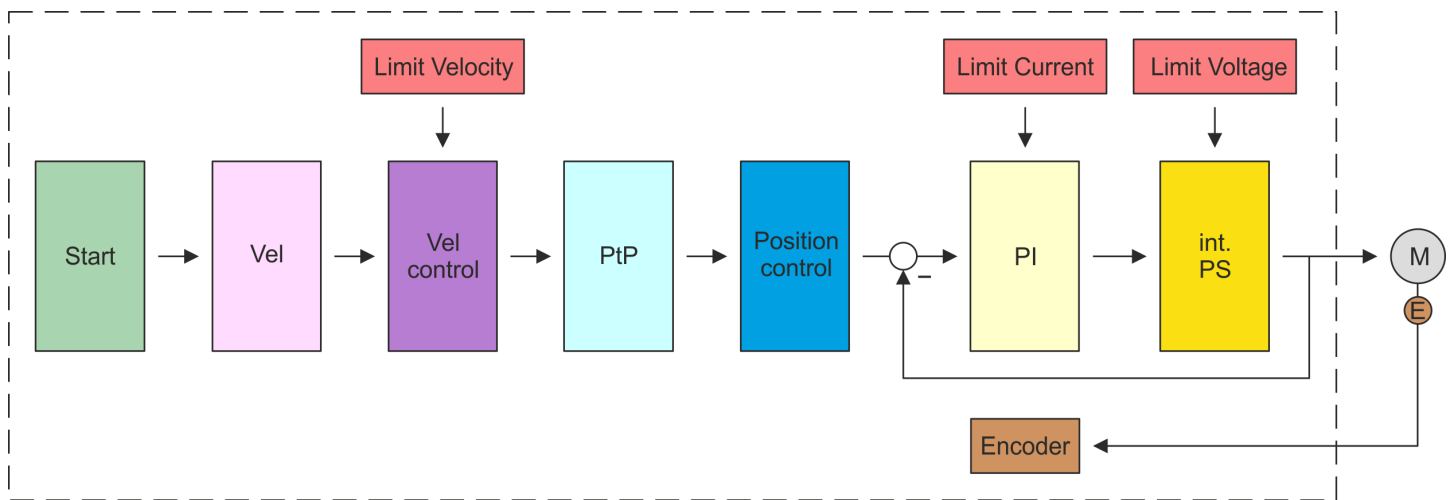 Limit Velocity
Limit Current
Limit Voltage
Start
Vel
Vel
control
PtP
Position
control
–
PI
int.
PS
M
E
Encoder